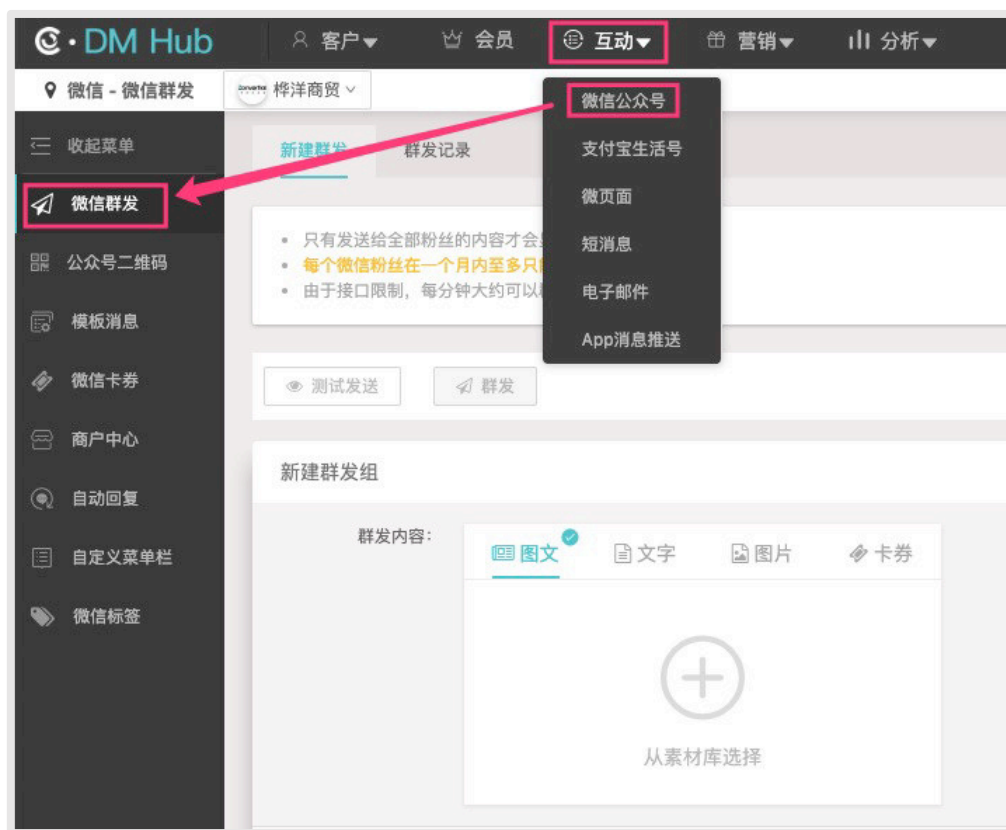 C·DM Hub 客户 会员 互动 营销 分析
微信 - 微信群发 桦洋商贸
微信公众号
支付宝生活号
微页面
短消息
电子邮件
App消息推送
收起菜单
微信群发
公众号二维码
模板消息
微信卡券
商户中心
自动回复
自定义菜单栏
微信标签
新建群发 群发记录
只有发送给全部粉丝的内容才会
每个微信粉丝在一个月内至多只
由于接口限制，每分钟大约可以
测试发送 群发
新建群发组
群发内容：
图文 文字 图片 卡券
从素材库选择